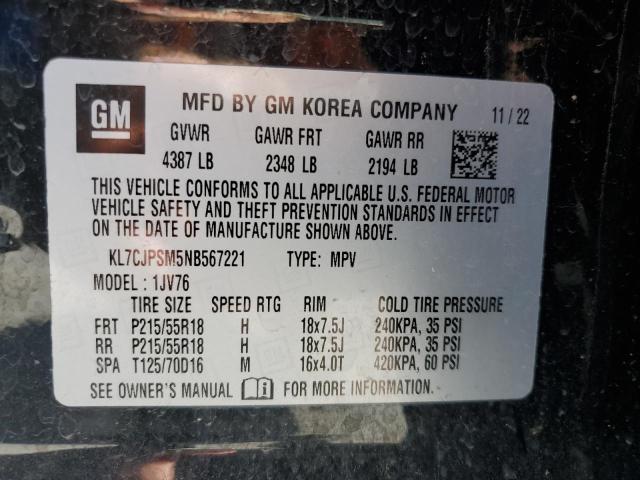 GM MFD BY GM KOREA COMPANY 11/22
GVWR GAWR FRT GAWR RR
4387 LB 2348 LB 2194 LB
THIS VEHICLE CONFORMS TO ALL APPLICABLE U.S. FEDERAL MOTOR
VEHICLE SAFETY AND THEFT PREVENTION STANDARDS IN EFFECT
ON THE DATE OF MANUFACTURE SHOWN ABOVE.
KL7CJPSM5NB567221 TYPE: MPV
MODEL : 1JV76
TIRE SIZE SPEED RTG RIM COLD TIRE PRESSURE
FRT P215/55R18 H 18x7.5J 240KPA, 35 PSI
RR P215/55R18 H 18x7.5J 240KPA, 35 PSI
SPA T125/70D16 M 16x4.0T 420KPA, 60 PSI
SEE OWNER'S MANUAL FOR MORE INFORMATION.